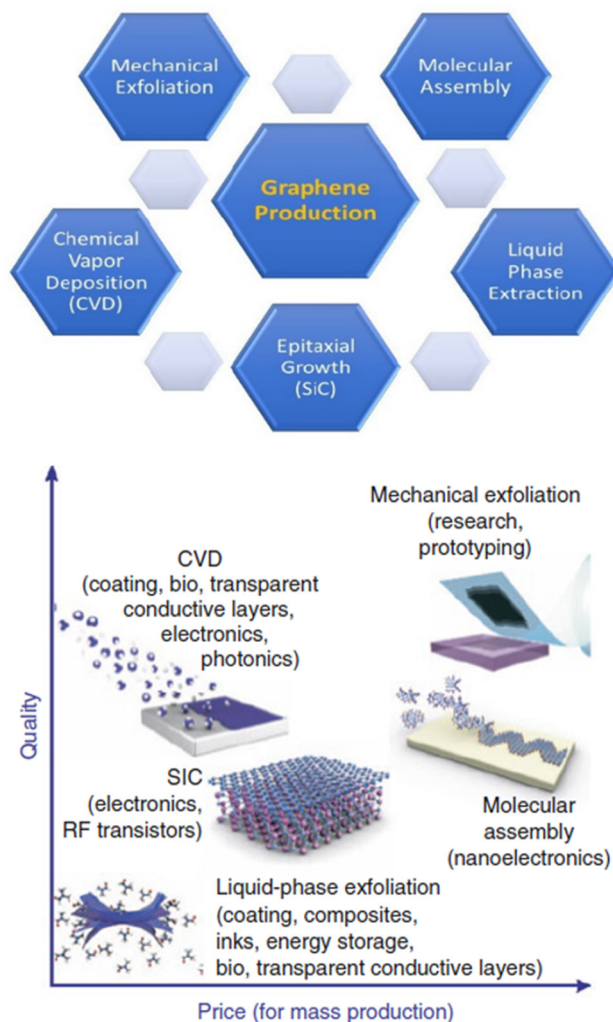 Mechanical
Exfoliation
Molecular
Assembly
Graphene
Production
Chemical
Vapor
Deposition
(CVD)
Liquid
Phase
Extraction
Epitaxial
Growth
(SiC)
Mechanical exfoliation
(research,
prototyping)
CVD
(coating, bio, transparent
conductive layers,
electronics,
photonics)
Quality
SIC
(electronics,
RF transistors)
Molecular
assembly
(nanoelectronics)
Liquid-phase exfoliation
(coating, composites,
inks, energy storage,
bio, transparent conductive layers)
Price (for mass production)